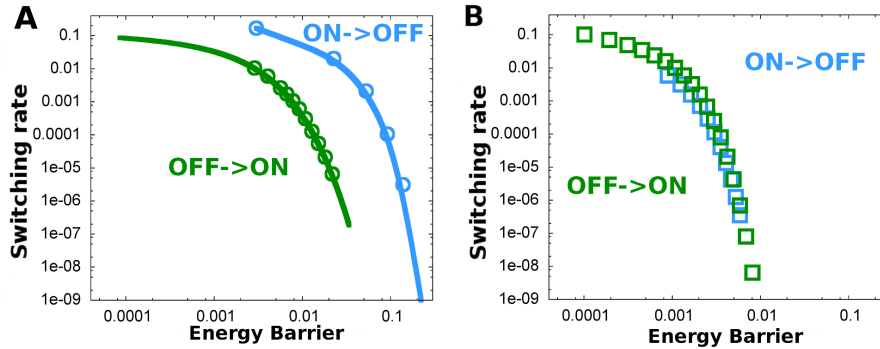 A
ON->OFF
OFF->ON
Switching rate
0.1
0.01
0.001
0.0001
1e-05
1e-06
1e-07
1e-08
1e-09
0.0001
0.001
0.01
0.1
Energy Barrier
B
ON->OFF
OFF->ON
Switching rate
0.1
0.01
0.001
0.0001
1e-05
1e-06
1e-07
1e-08
1e-09
0.0001
0.001
0.01
0.1
Energy Barrier